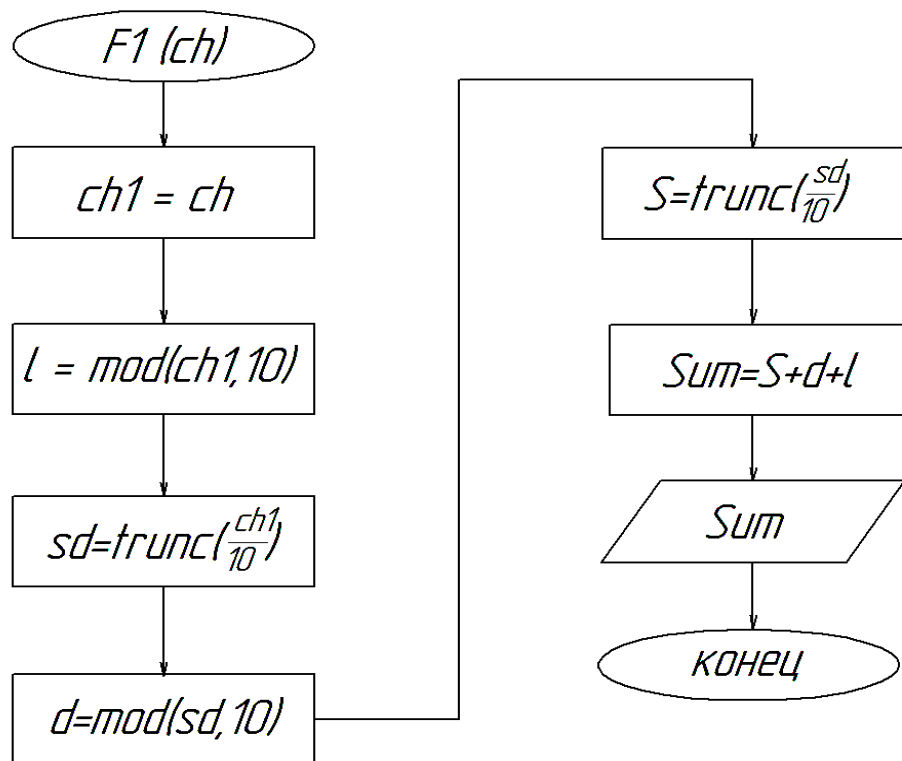 F1 (ch)
ch1 = ch
l = mod(ch1,10)
sd=trunc(ch1/10)
d=mod(sd,10)
S=trunc(sd/10)
Sum=S+d+l
Sum
конец